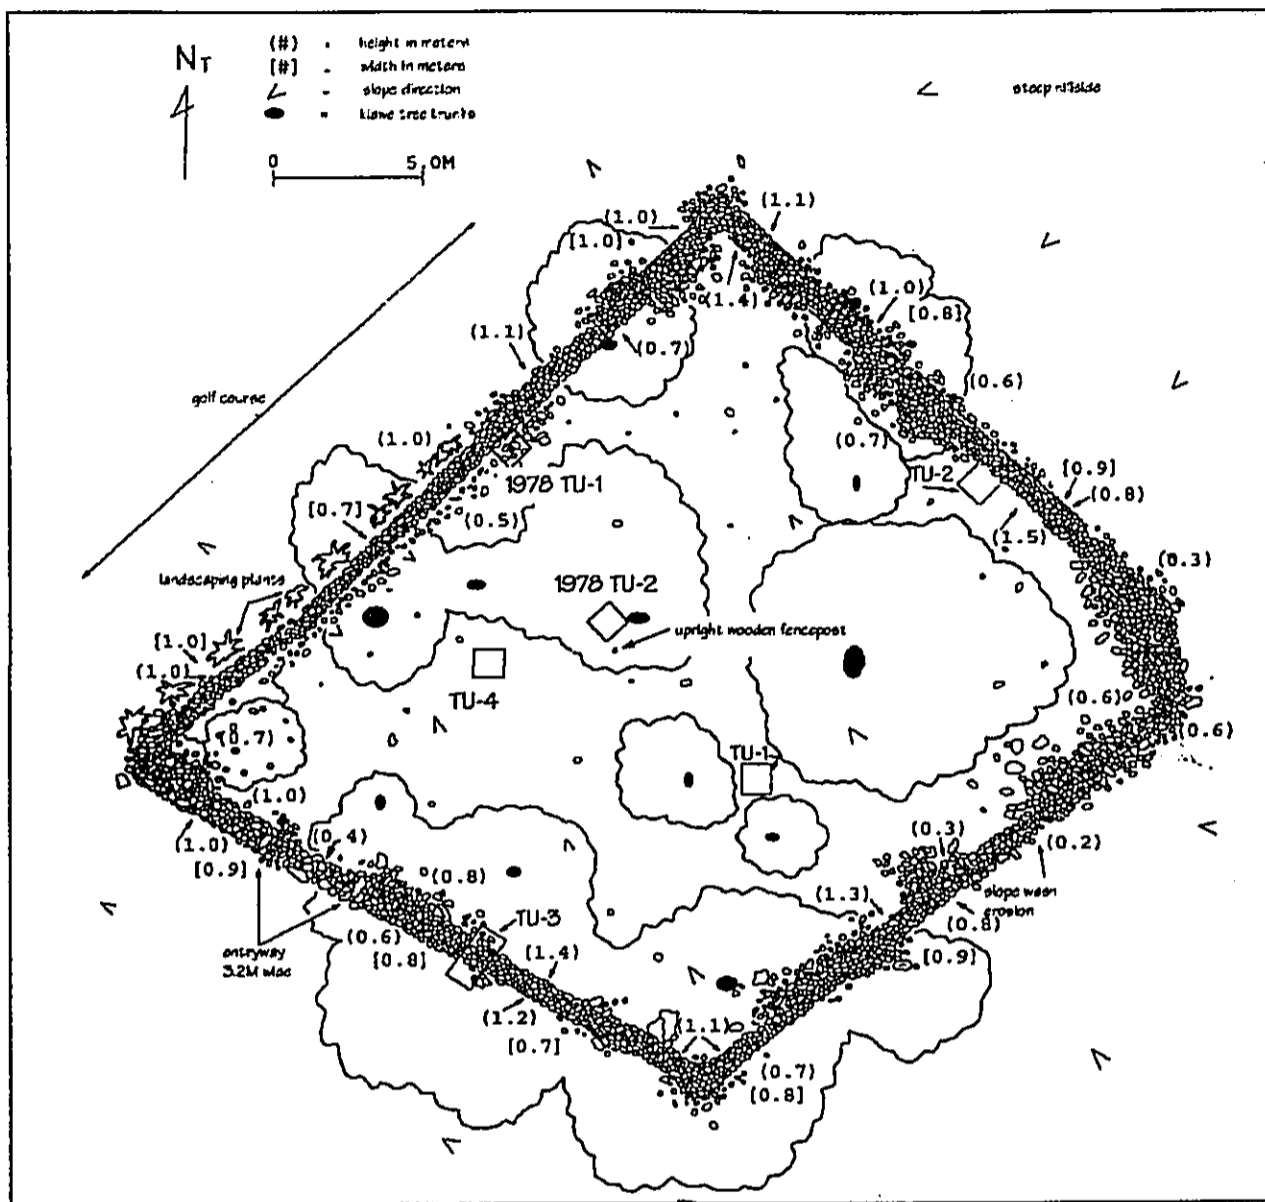 NT
(#) - height in meters
[#] - width in meters
slope direction
kiawe tree trunks
0 5.0M
steep hillside
(1.0)
(1.1)
[1.0]
(1.4)
(1.0)
[0.8]
(1.1)
(0.7)
golf course
(0.6)
(1.0)
(0.7)
1978 TU-1
TU-2
[0.9]
(0.8)
[0.7]
(0.5)
(1.5)
(0.3)
landscaping plants
1978 TU-2
upright wooden fencepost
[1.0]
(1.0)
TU-4
(0.6)
(0.6)
(0.7)
TU-1
(1.0)
(1.0)
(0.4)
[0.9]
(0.3)
(0.2)
(0.8)
(1.3)
slope wash
erosion
TU-3
(0.8)
entryway
3.2M wide
(0.6)
[0.8]
(1.4)
[0.9]
(1.2)
(1.1)
[0.7]
(0.7)
[0.8]